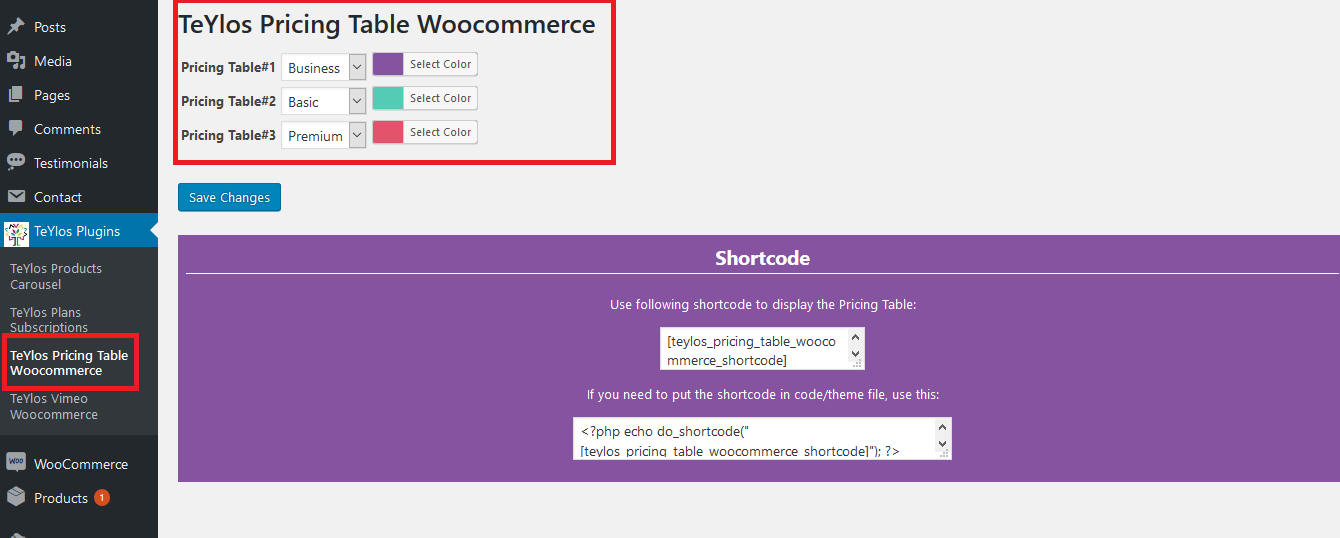 Posts
Media
Pages
Comments
Testimonials
Contact
TeYlos Plugins
TeYlos Products
Carousel
TeYlos Plans
Subscriptions
TeYlos Pricing Table
Woocommerce
TeYlos Vimeo
Woocommerce
WooCommerce
Products 1
TeYlos Pricing Table Woocommerce
Pricing Table#1 Business Select Color
Pricing Table#2 Basic Select Color
Pricing Table#3 Premium Select Color
Save Changes
Shortcode
Use following shortcode to display the Pricing Table:
[teylos_pricing_table_wooco
mmerce_shortcode]
If you need to put the shortcode in code/theme file, use this:
<?php echo do_shortcode("
[teylos_pricing_table_woocommerce_shortcode]"); ?>